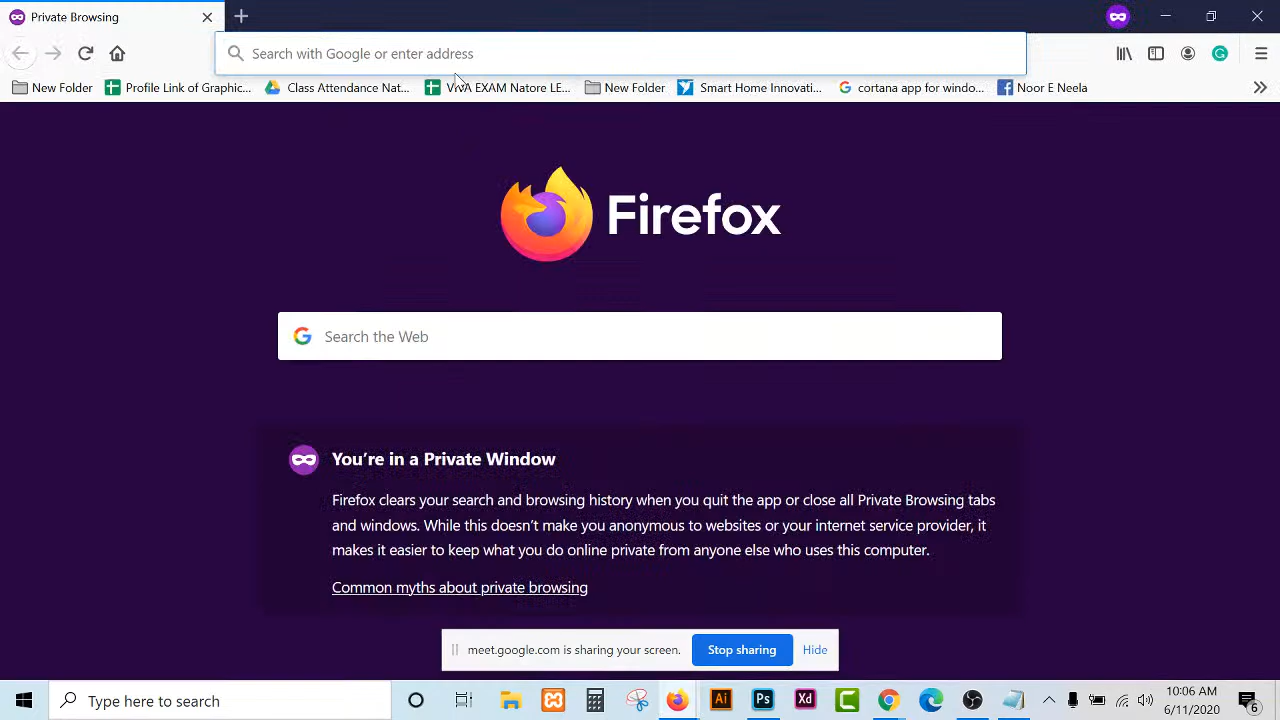 Private Browsing
Search with Google or enter address
New Folder Profile Link of Graphic... Class Attendance Nat... VIVA EXAM Natore LE... New Folder Smart Home Innovati... cortana app for windo... Noor E Neela
Firefox
Search the Web
You're in a Private Window
Firefox clears your search and browsing history when you quit the app or close all Private Browsing tabs
and windows. While this doesn't make you anonymous to websites or your internet service provider, it
makes it easier to keep what you do online private from anyone else who uses this computer.
Common myths about private browsing
meet.google.com is sharing your screen. Stop sharing Hide
Type here to search
Ai Ps Xd
10:06 AM
6/11/2020
6